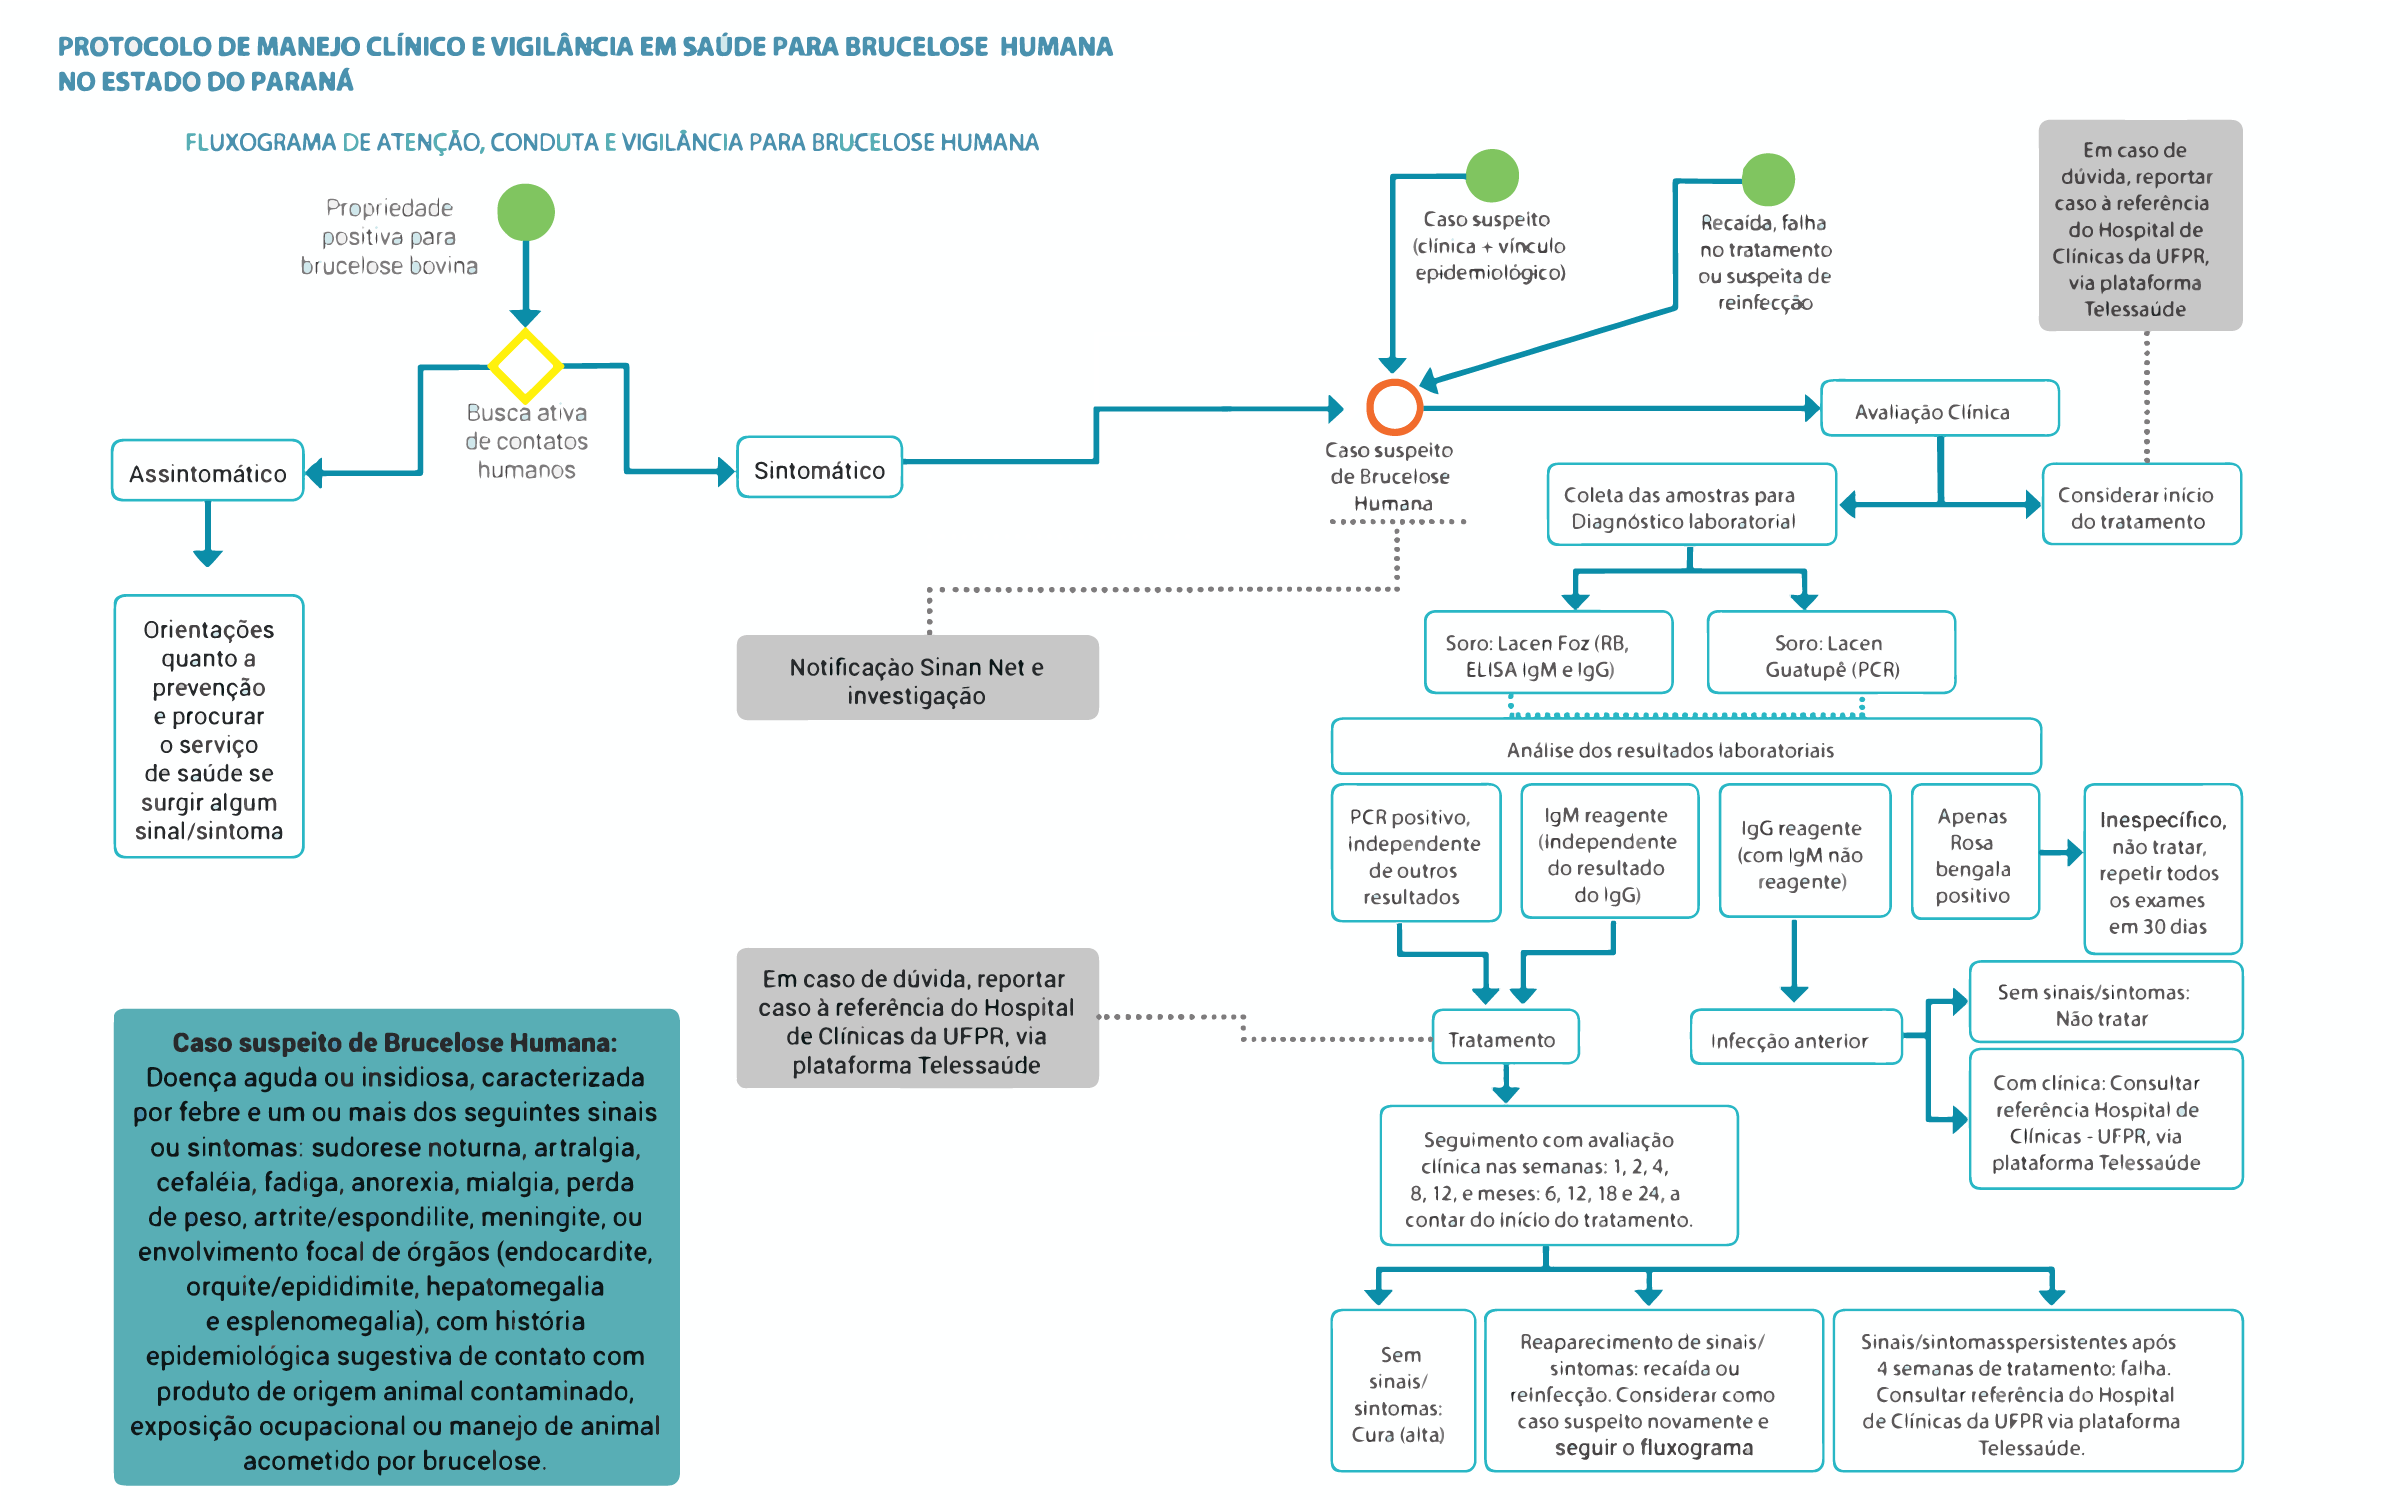 PROTOCOLO DE MANEJO CLÍNICO E VIGILÂNCIA EM SAÚDE PARA BRUCELOSE HUMANA
NO ESTADO DO PARANÁ
FLUXOGRAMA DE ATENÇÃO, CONDUTA E VIGILÂNCIA PARA BRUCELOSE HUMANA
Propriedade
positiva para
brucelose bovina
Busca ativa
de contatos
humanos
Assintomático
Sintomático
Orientações
quanto a
prevenção
e procurar
o serviço
de saúde se
surgir algum
sinal/sintoma
Caso suspeito
(clínica + vínculo
epidemiológico)
Recaída, falha
no tratamento
ou suspeita de
reinfecção
Em caso de
dúvida, reportar
caso à referência
do Hospital de
Clínicas da UFPR,
via plataforma
Telessaúde
Caso suspeito
de Brucelose
Humana
Avaliação Clínica
Coleta das amostras para
Diagnóstico laboratorial
Considerar início
do tratamento
Notificaçào Sinan Net e
investigação
Soro: Lacen Foz (RB,
ELISA IgM e IgG)
Soro: Lacen
Guatupê (PCR)
Análise dos resultados laboratoriais
PCR positivo,
independente
de outros
resultados
IgM reagente
(independente
do resultado
do IgG)
IgG reagente
(com IgM não
reagente)
Apenas
Rosa
bengala
positivo
Inespecífico,
não tratar,
repetir todos
os exames
em 30 dias
Em caso de dúvida, reportar
caso à referência do Hospital
de Clínicas da UFPR, via
plataforma Telessaúde
Tratamento
Infecção anterior
Sem sinais/sintomas:
Não tratar
Com clínica: Consultar
referência Hospital de
Clínicas - UFPR, via
plataforma Telessaúde
Seguimento com avaliação
clínica nas semanas: 1, 2, 4,
8, 12, e meses: 6, 12, 18 e 24, a
contar do início do tratamento.
Sem
sinais/
sintomas:
Cura (alta)
Reaparecimento de sinais/
sintomas: recaída ou
reinfecção. Considerar como
caso suspeito novamente e
seguir o fluxograma
Sinais/sintomasspersistentes após
4 semanas de tratamento: falha.
Consultar referência do Hospital
de Clínicas da UFPR via plataforma
Telessaúde.
Caso suspeito de Brucelose Humana:
Doença aguda ou insidiosa, caracterizada
por febre e um ou mais dos seguintes sinais
ou sintomas: sudorese noturna, artralgia,
cefaléia, fadiga, anorexia, mialgia, perda
de peso, artrite/espondilite, meningite, ou
envolvimento focal de órgãos (endocardite,
orquite/epididimite, hepatomegalia
e esplenomegalia), com história
epidemiológica sugestiva de contato com
produto de origem animal contaminado,
exposição ocupacional ou manejo de animal
acometido por brucelose.